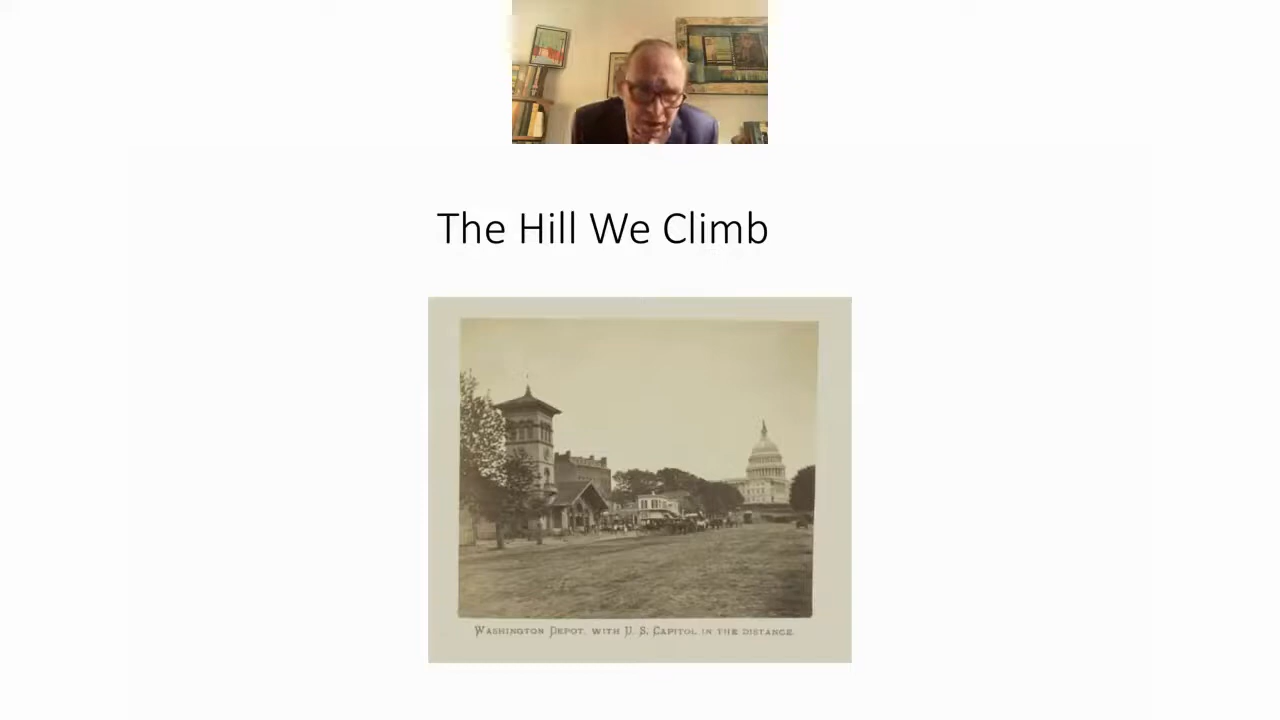 The Hill We Climb
WASHINGTON DEPOT, WITH U. S. CAPITOL IN THE DISTANCE.